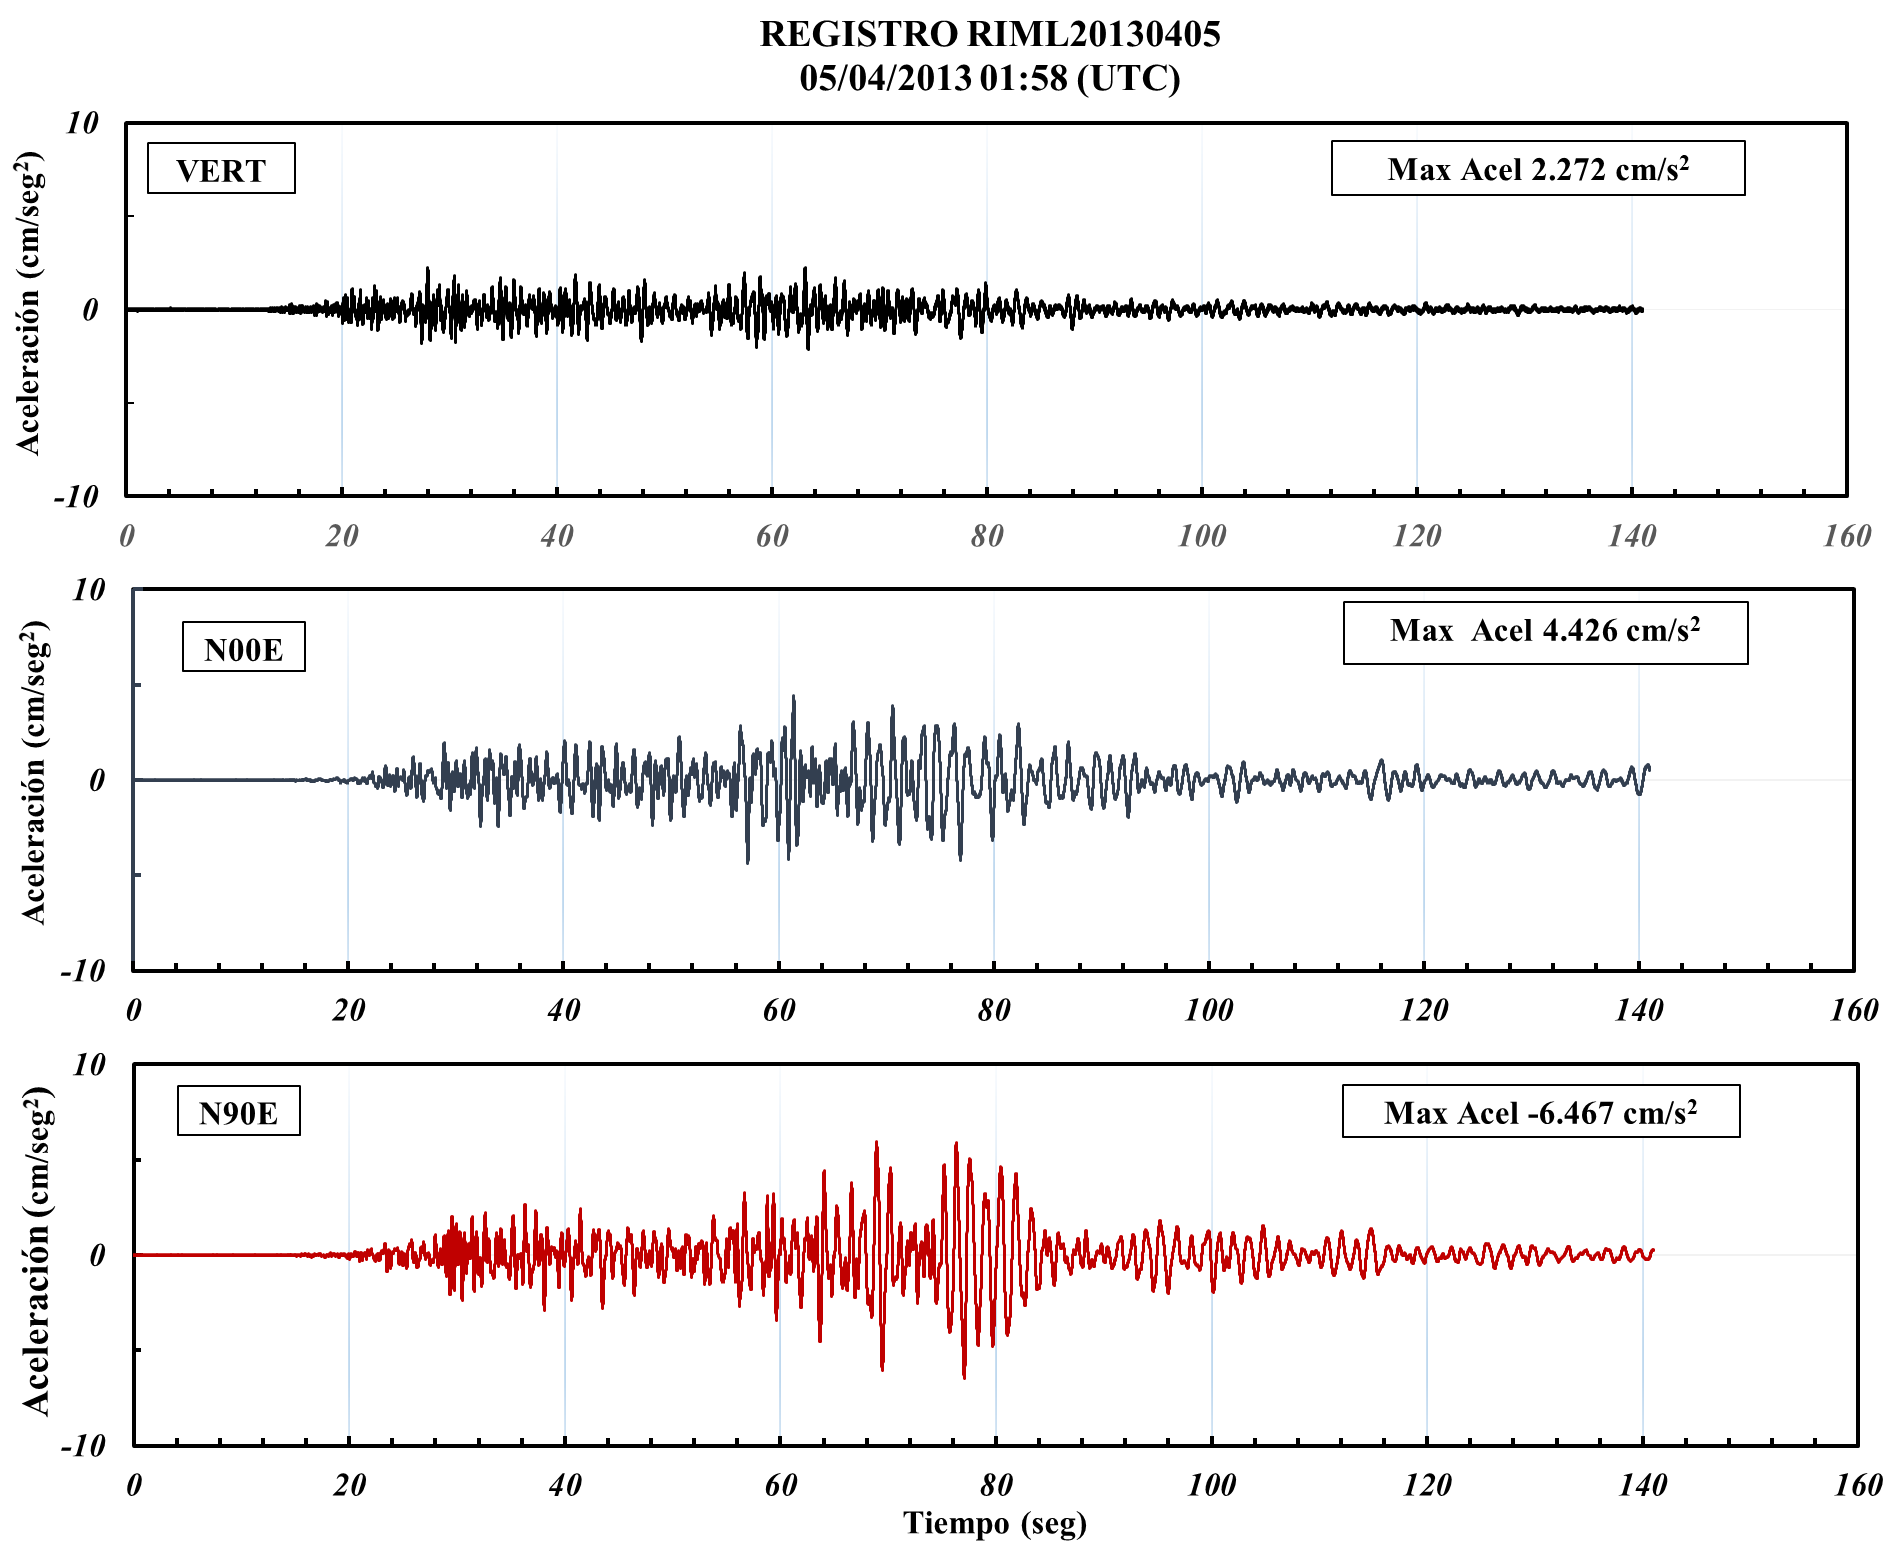 REGISTRO RIML20130405
05/04/2013 01:58 (UTC)
Aceleración (cm/seg²)
10
0
-10
VERT
Max Acel 2.272 cm/s²
0 20 40 60 80 100 120 140 160
Aceleración (cm/seg²)
10
0
-10
N00E
Max Acel 4.426 cm/s²
0 20 40 60 80 100 120 140 160
Aceleración (cm/seg²)
10
0
-10
N90E
Max Acel -6.467 cm/s²
0 20 40 60 80 100 120 140 160
Tiempo (seg)